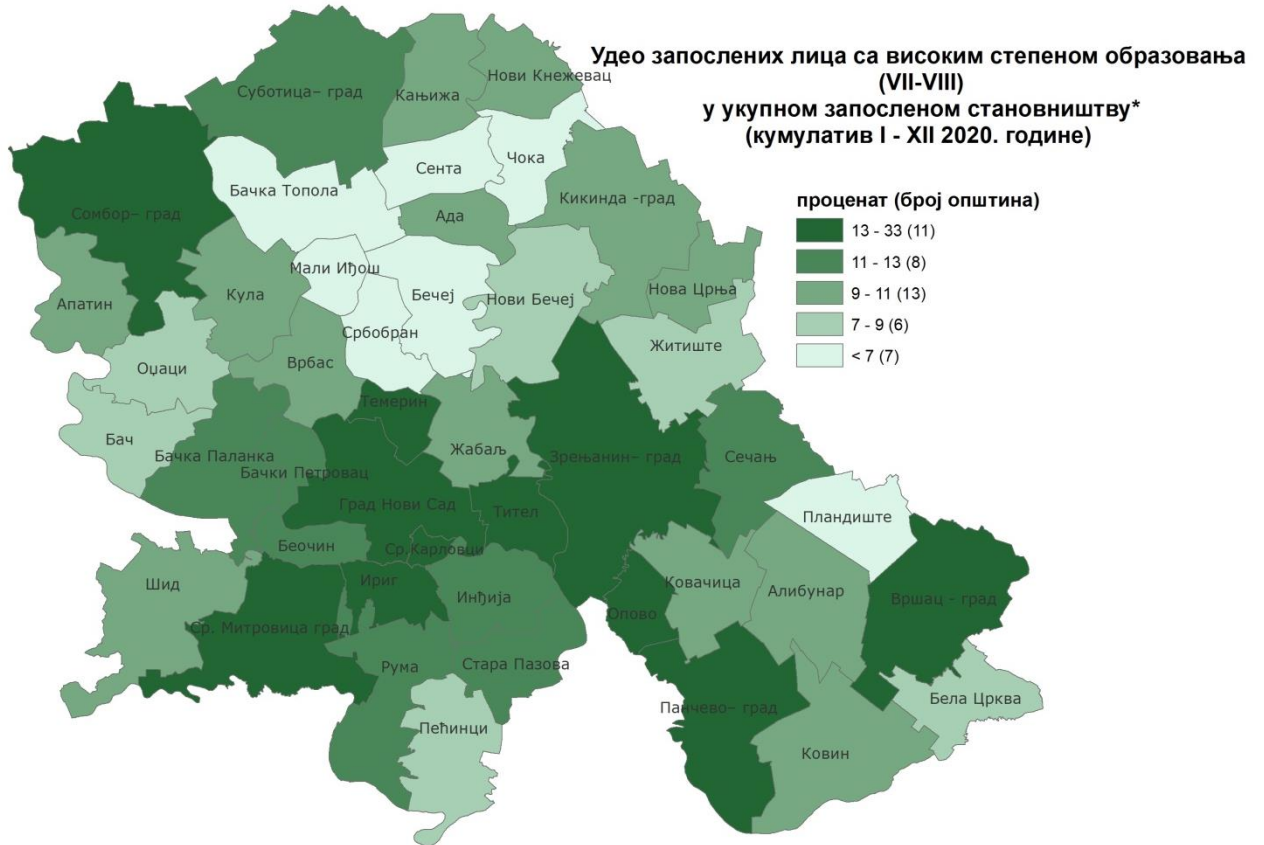 Удео запослених лица са високим степеном образовања
(VII-VIII)
у укупном запосленом становништву*
(кумулатив I - XII 2020. године)
проценат (број општина)
13 - 33 (11)
11 - 13 (8)
9 - 11 (13)
7 - 9 (6)
< 7 (7)
Нови Кнежевац
Суботица- град
Кањижа
Чока
Сента
Бачка Топола
Кикинда -град
Сомбор- град
Ада
Мали Иђош
Нова Црња
Бечеј
Нови Бечеј
Кула
Апатин
Србобран
Житиште
Врбас
Оџаци
Темерин
Бач
Бачка Паланка
Жабаљ
Зрењанин- град
Сечањ
Бачки Петровац
Град Нови Сад
Тител
Пландиште
Беочин
Ср.Карловци
Шид
Ириг
Ковачица
Алибунар
Инђија
Вршац - град
Опово
Ср. Митровица град
Рума
Стара Пазова
Бела Црква
Панчево- град
Пећинци
Ковин